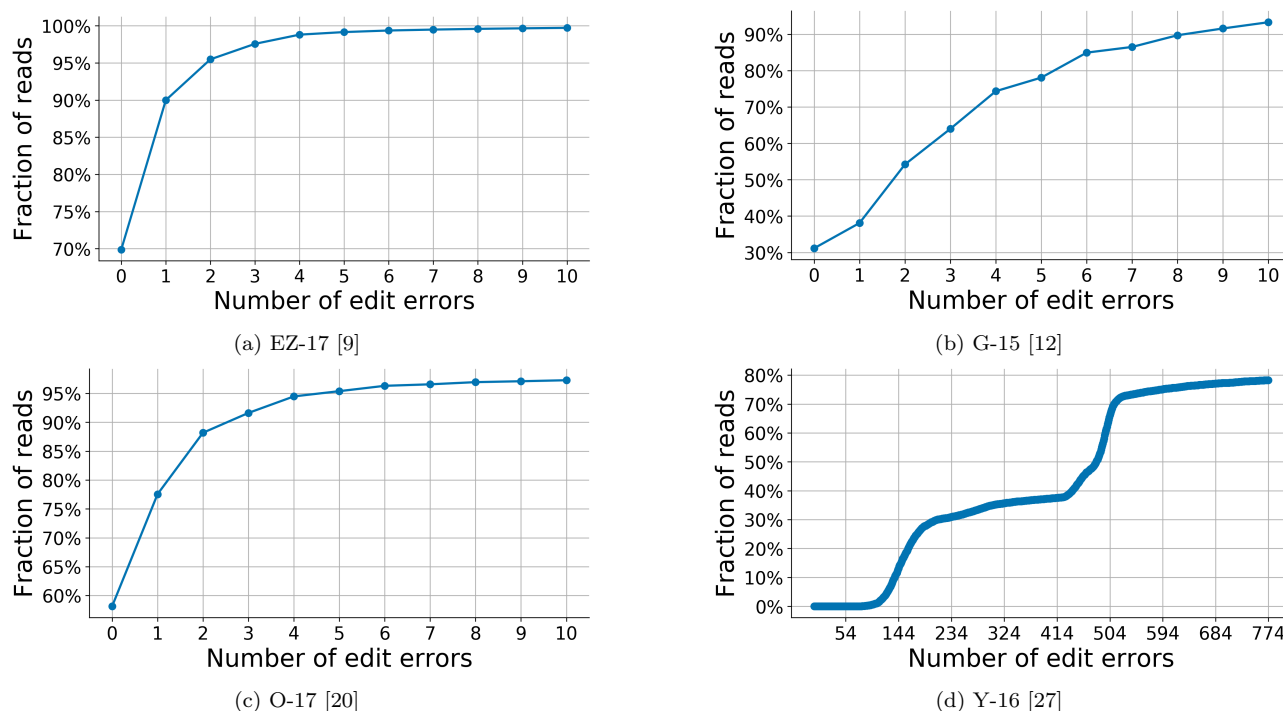 100%
95%
90%
85%
80%
75%
70%
Fraction of reads
0 1 2 3 4 5 6 7 8 9 10
Number of edit errors
(a) EZ-17 [9]
90%
80%
70%
60%
50%
40%
30%
Fraction of reads
0 1 2 3 4 5 6 7 8 9 10
Number of edit errors
(b) G-15 [12]
95%
90%
85%
80%
75%
70%
65%
60%
Fraction of reads
0 1 2 3 4 5 6 7 8 9 10
Number of edit errors
(c) O-17 [20]
80%
70%
60%
50%
40%
30%
20%
10%
0%
Fraction of reads
54 144 234 324 414 504 594 684 774
Number of edit errors
(d) Y-16 [27]